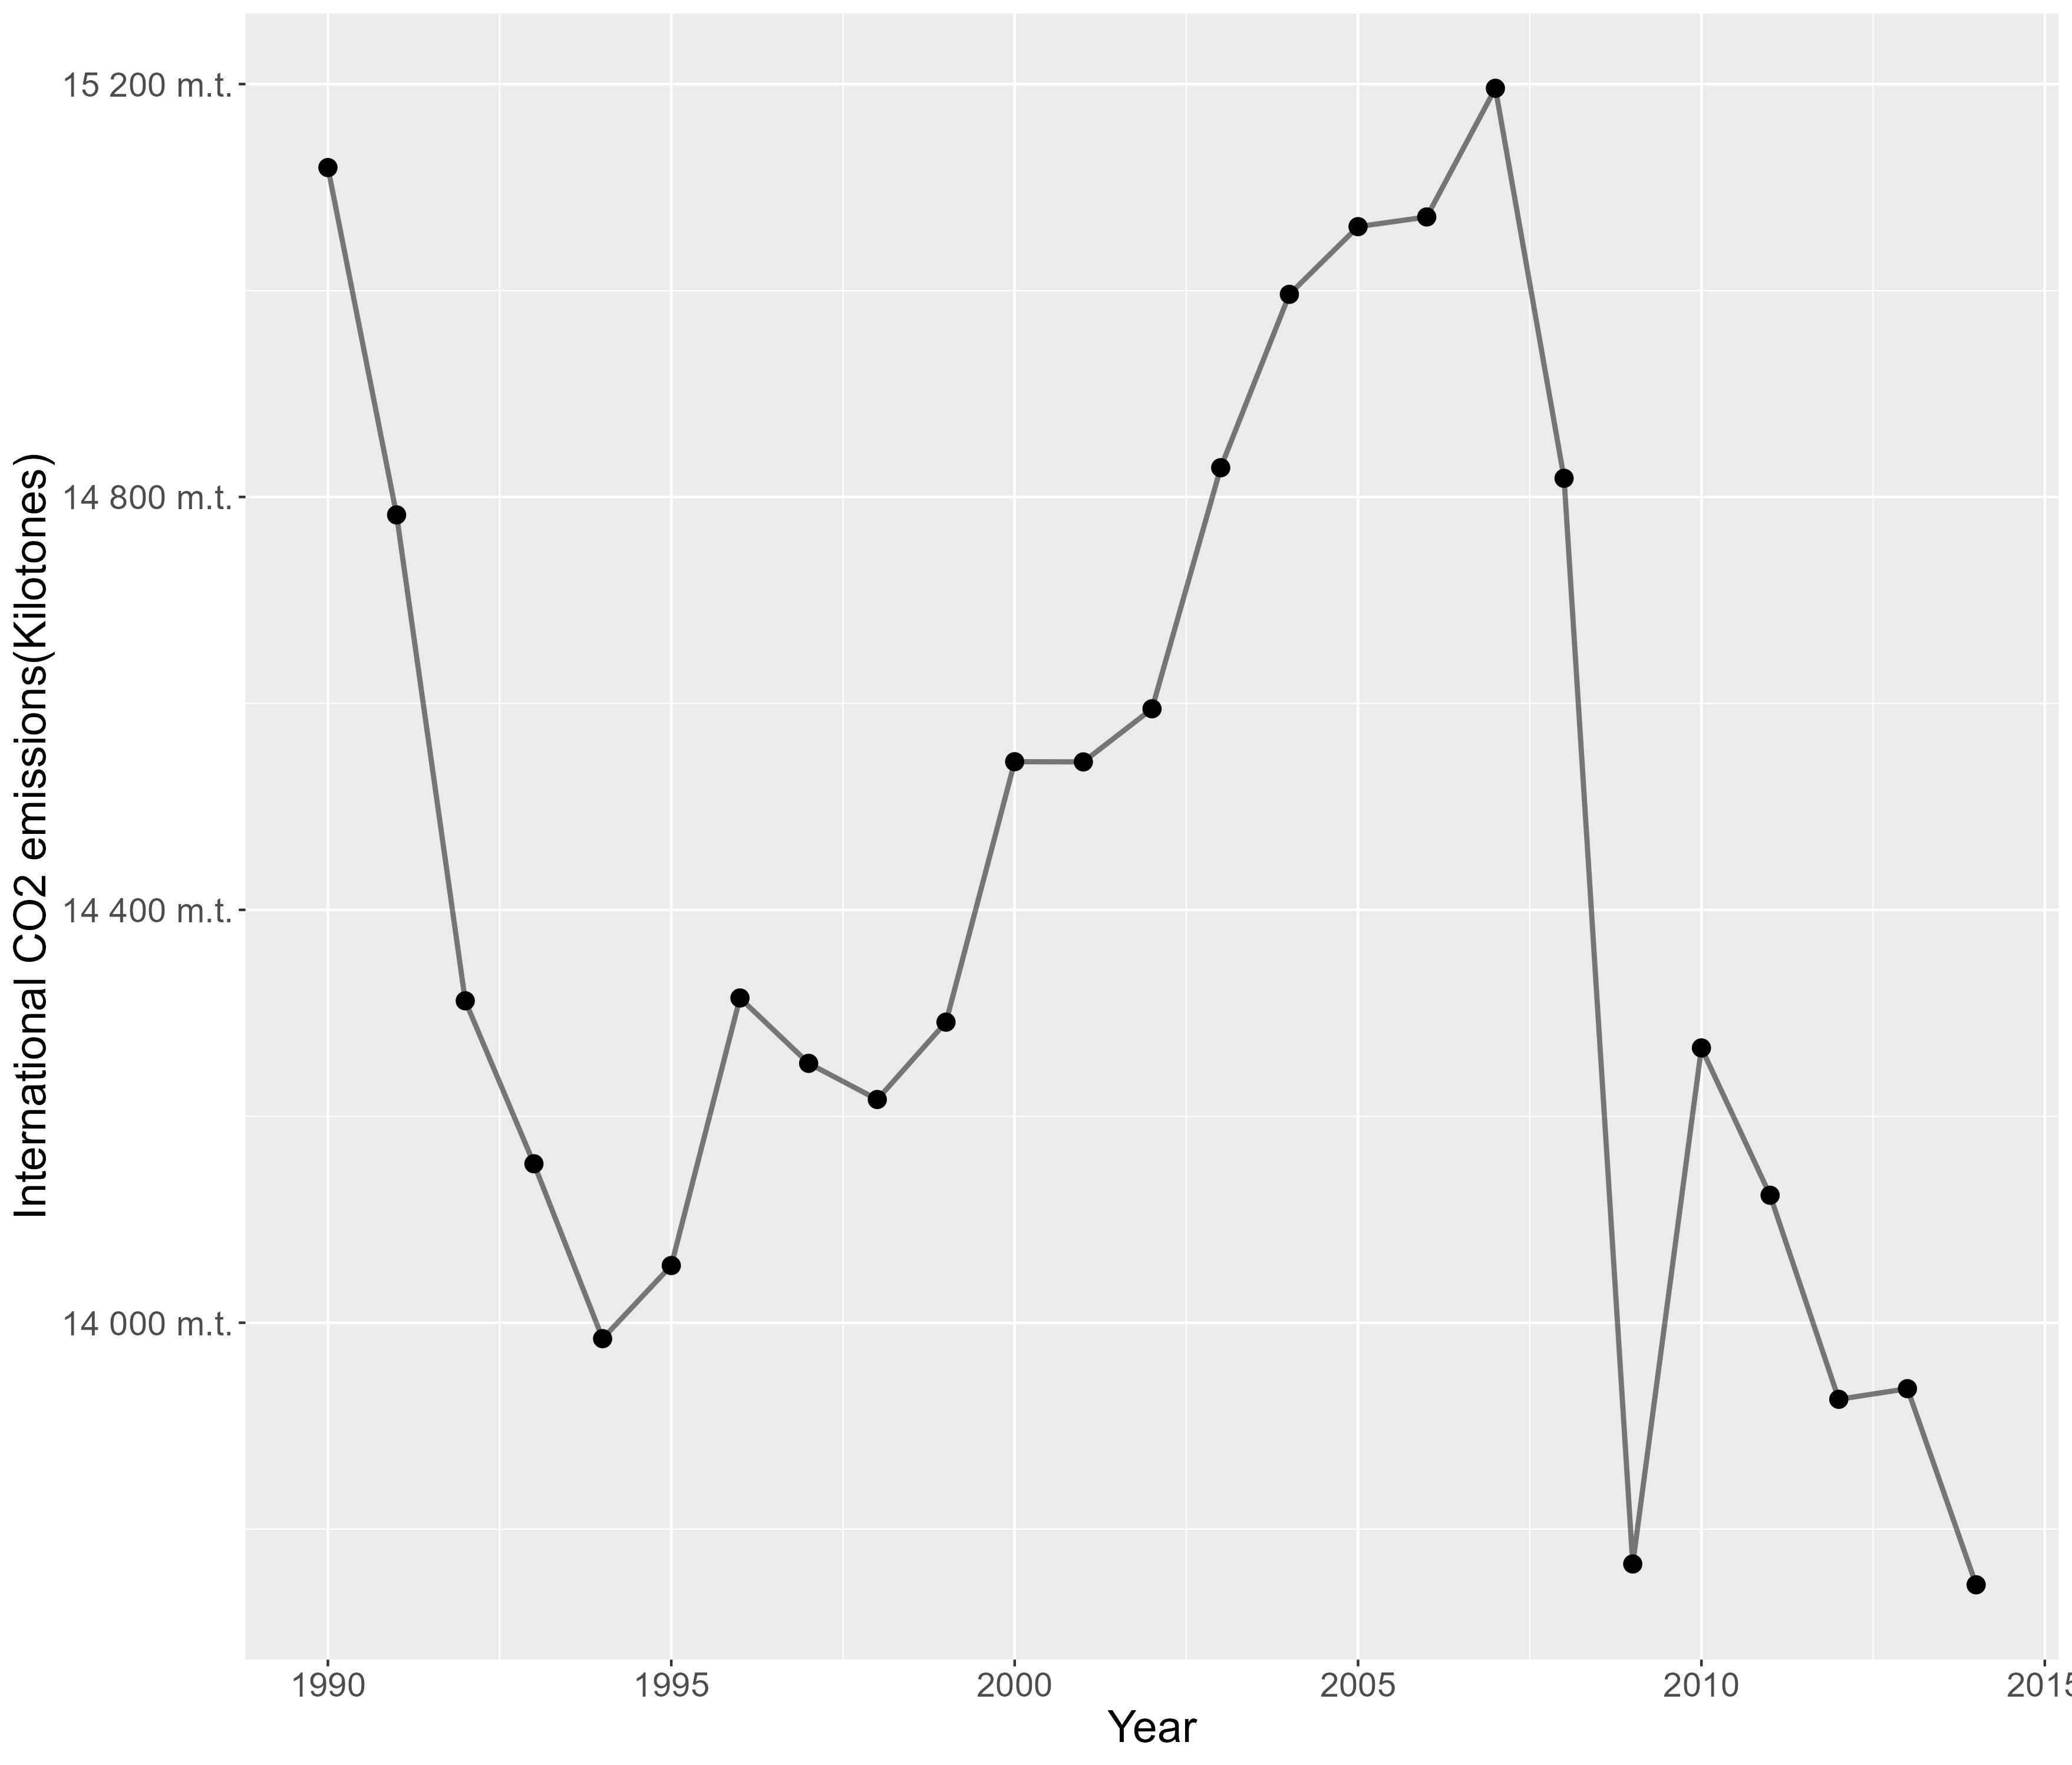 International CO2 emissions(Kilotones)
15 200 m.t.
14 800 m.t.
14 400 m.t.
14 000 m.t.
1990 1995 2000 2005 2010 2015
Year